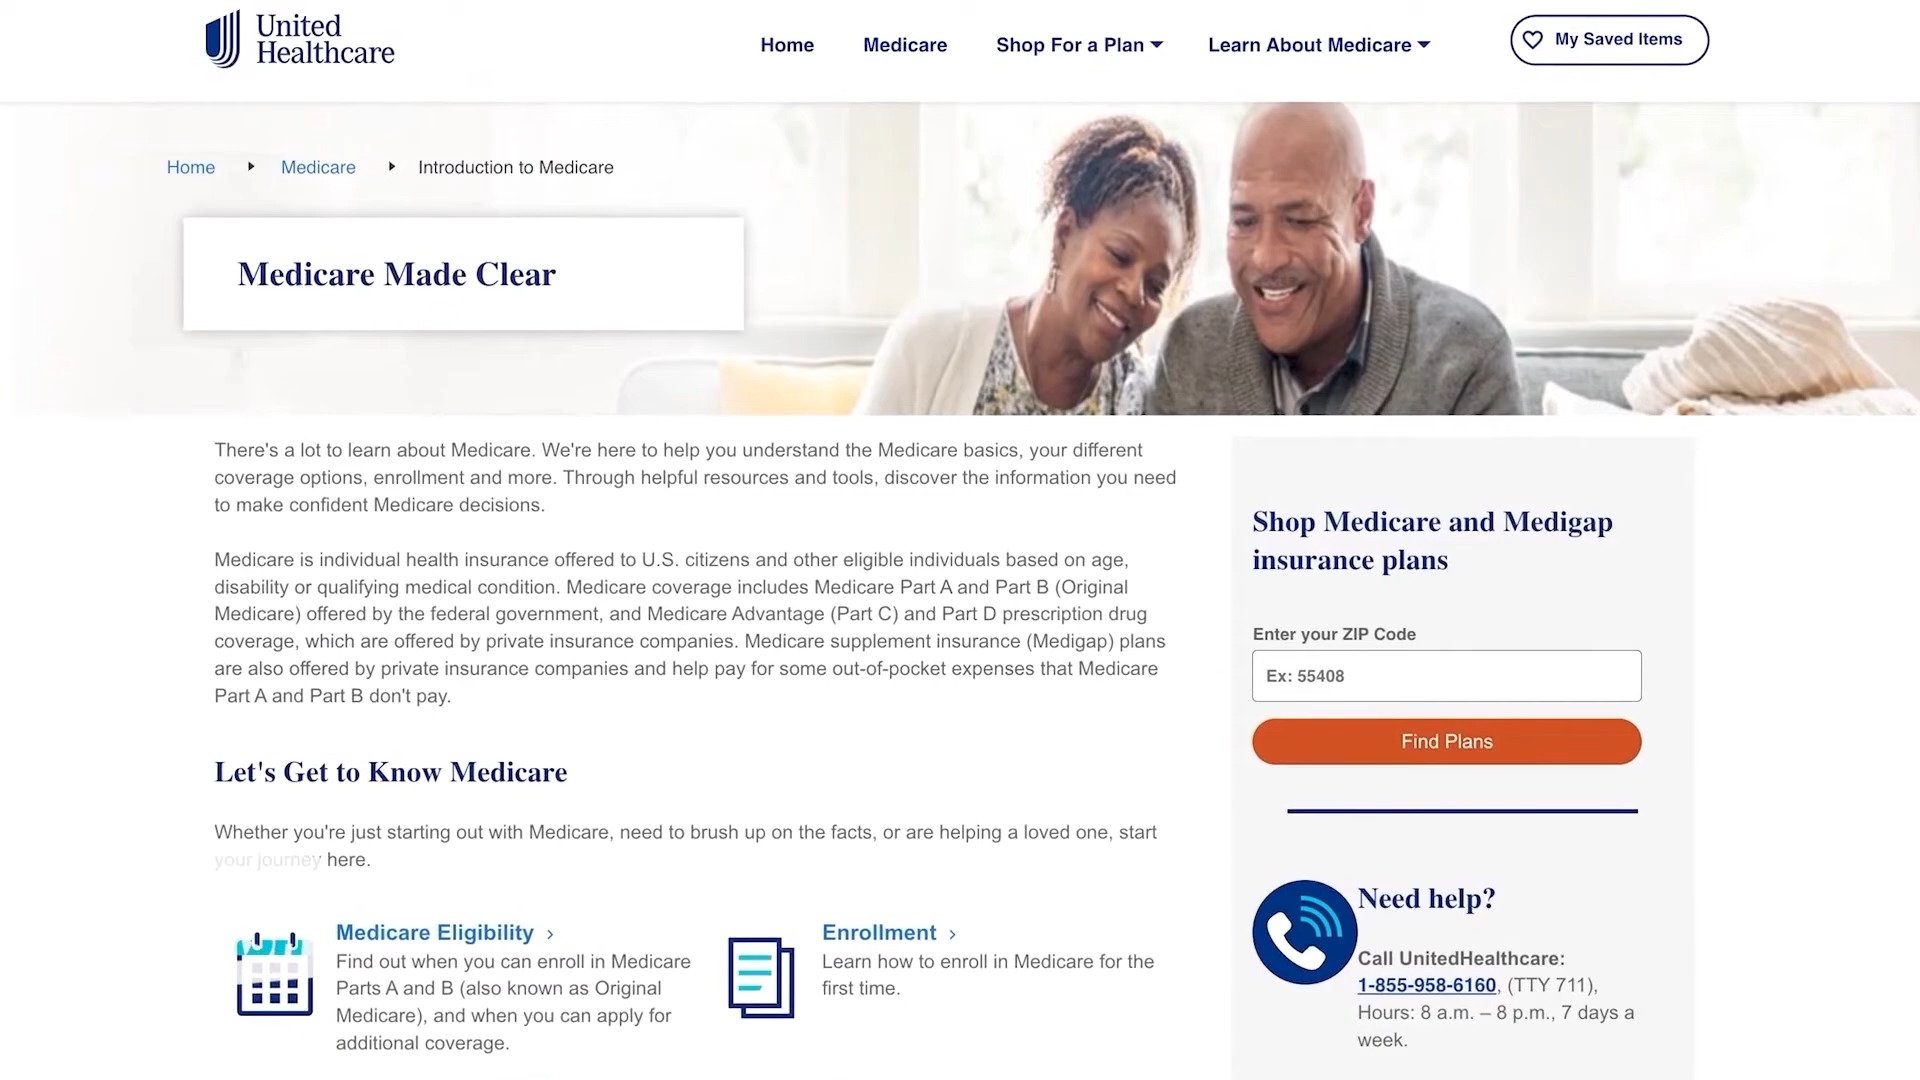 United
Healthcare
Home
Medicare
Shop For a Plan
Learn About Medicare
My Saved Items
Home
Medicare
Introduction to Medicare
Medicare Made Clear
There's a lot to learn about Medicare. We're here to help you understand the Medicare basics, your different
coverage options, enrollment and more. Through helpful resources and tools, discover the information you need
to make confident Medicare decisions.
Medicare is individual health insurance offered to U.S. citizens and other eligible individuals based on age,
disability or qualifying medical condition. Medicare coverage includes Medicare Part A and Part B (Original
Medicare) offered by the federal government, and Medicare Advantage (Part C) and Part D prescription drug
coverage, which are offered by private insurance companies. Medicare supplement insurance (Medigap) plans
are also offered by private insurance companies and help pay for some out-of-pocket expenses that Medicare
Part A and Part B don't pay.
Let's Get to Know Medicare
Whether you're just starting out with Medicare, need to brush up on the facts, or are helping a loved one, start
your journey here.
Medicare Eligibility
Find out when you can enroll in Medicare
Parts A and B (also known as Original
Medicare), and when you can apply for
additional coverage.
Enrollment
Learn how to enroll in Medicare for the
first time.
Shop Medicare and Medigap
insurance plans
Enter your ZIP Code
Ex: 55408
Find Plans
Need help?
Call UnitedHealthcare:
1-855-958-6160, (TTY 711),
Hours: 8 a.m. – 8 p.m., 7 days a
week.